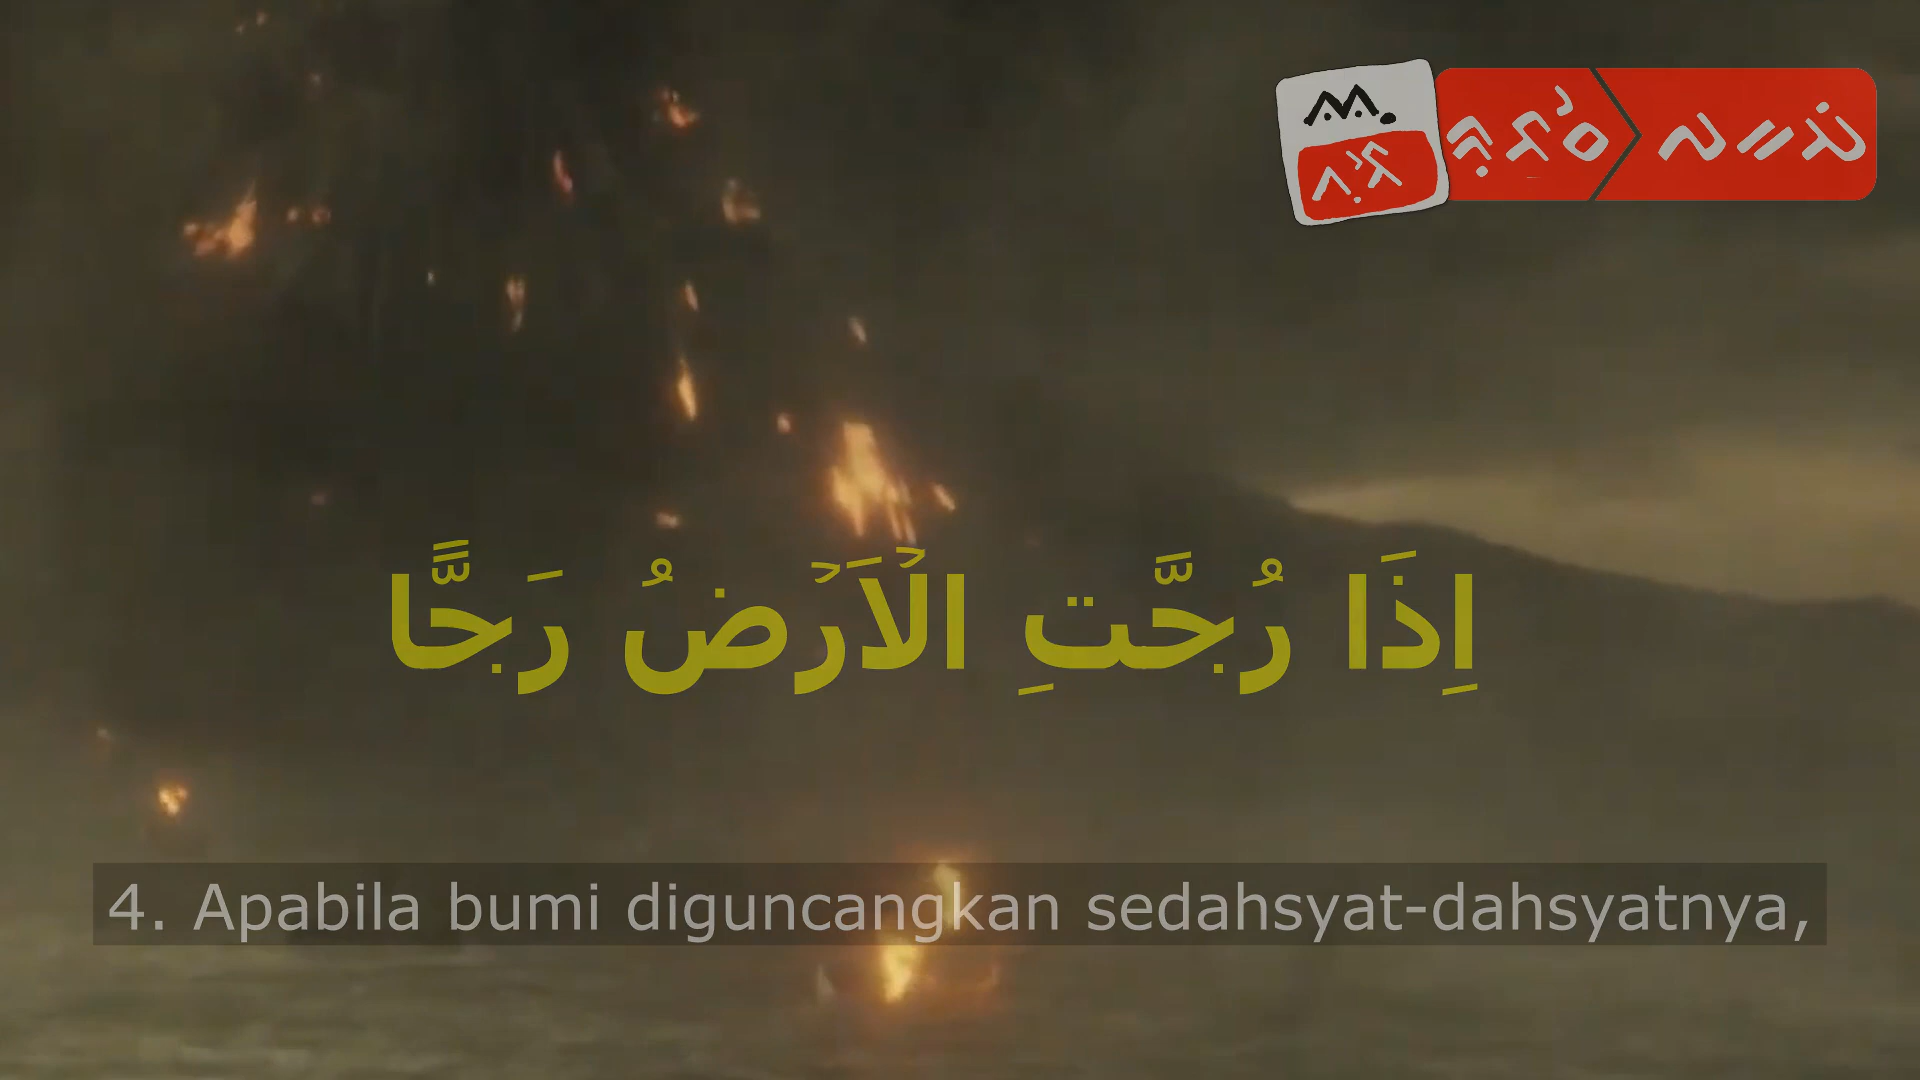 اِذَا رُجَّتِ الۡاَرۡضُ رَجًّا
4. Apabila bumi diguncangkan sedahsyat-dahsyatnya,